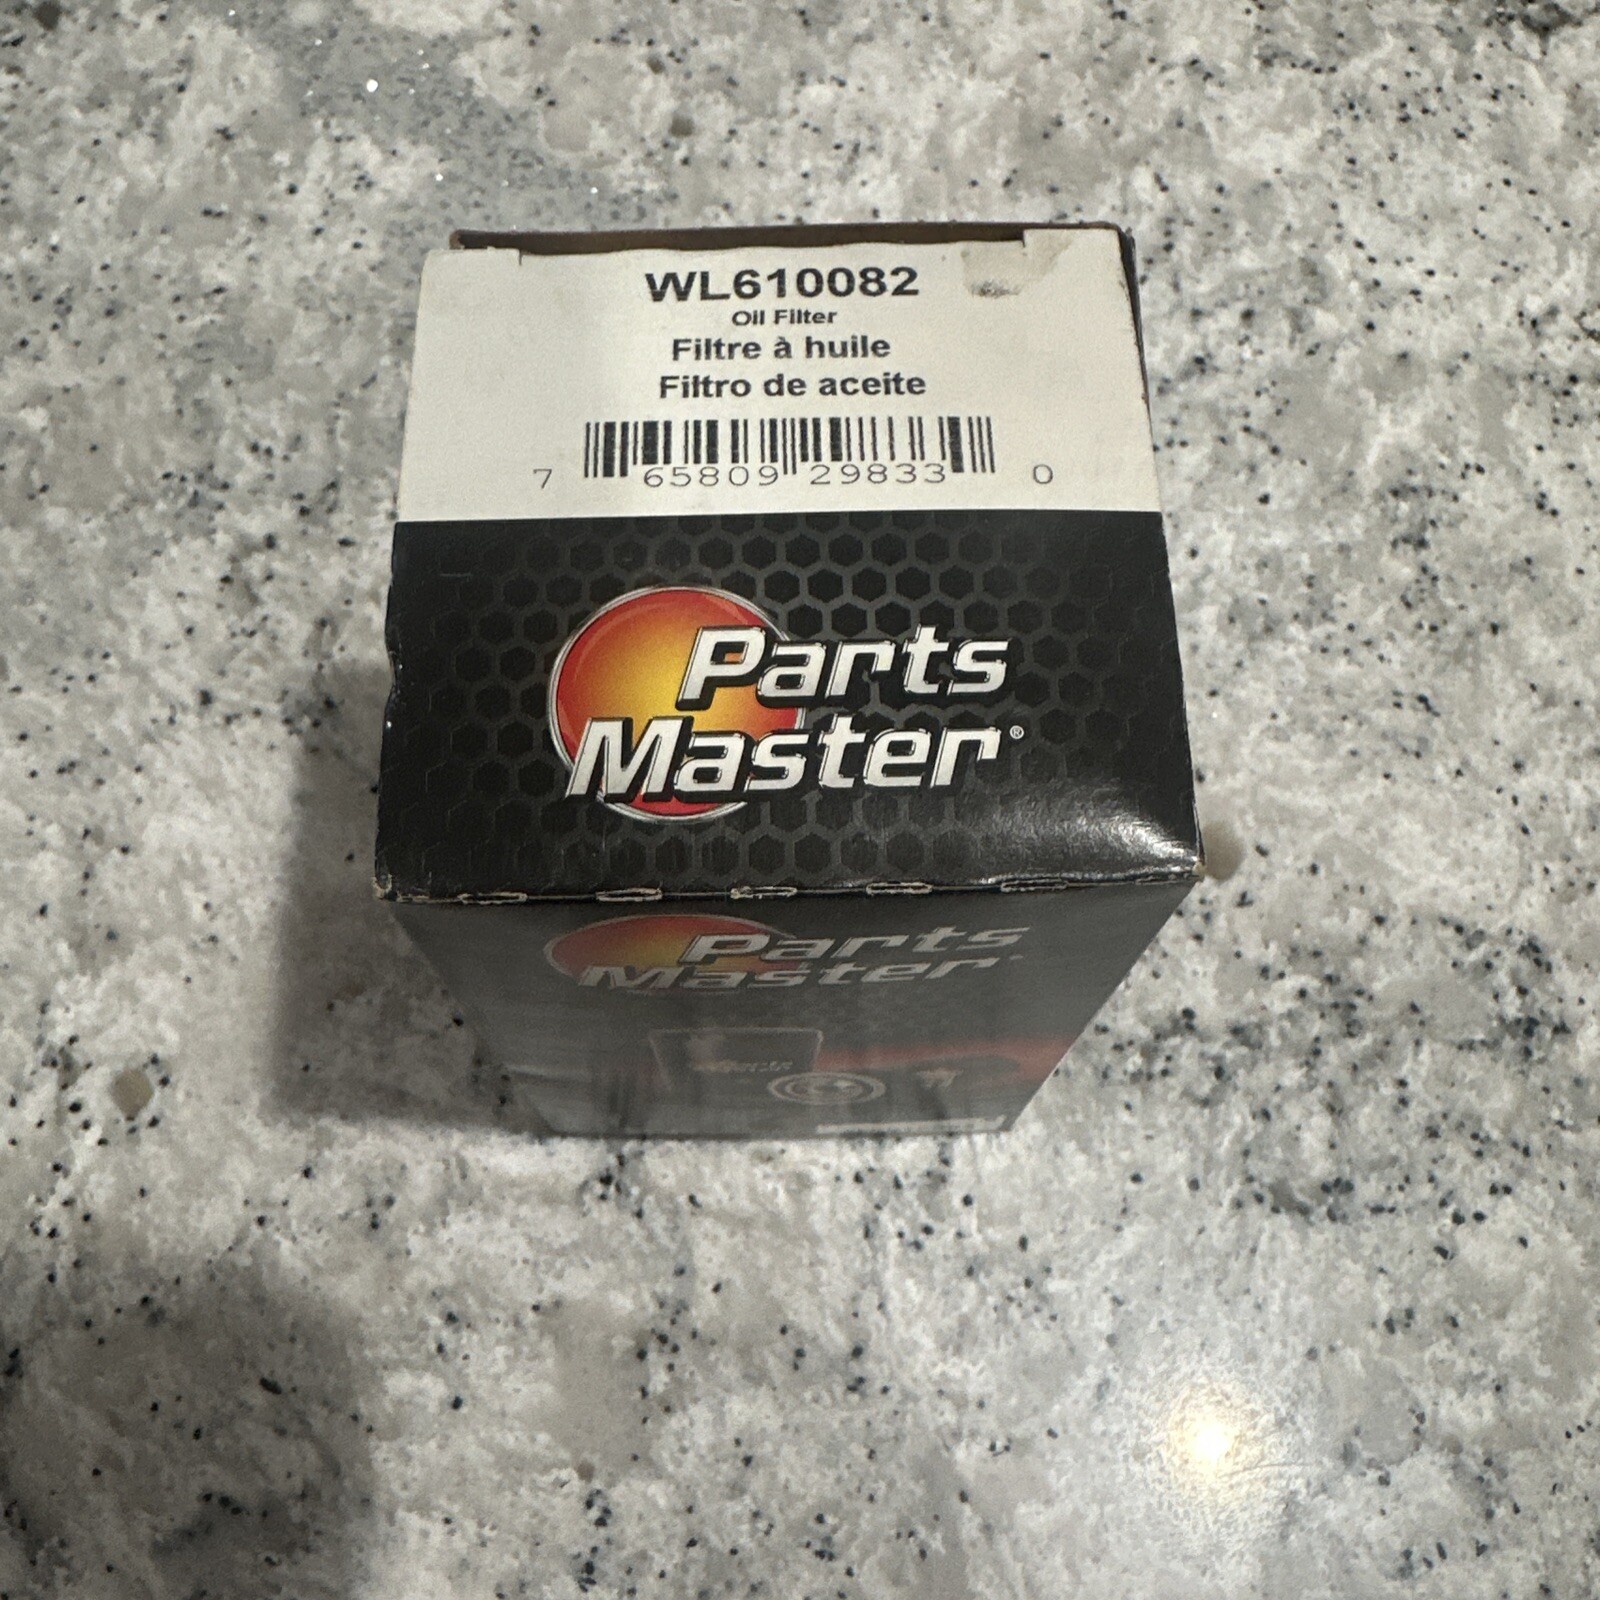 WL610082
Oil Filter
Filtre à huile
Filtro de aceite
7 65809 29833 0
Parts
Master®
Parts
Master